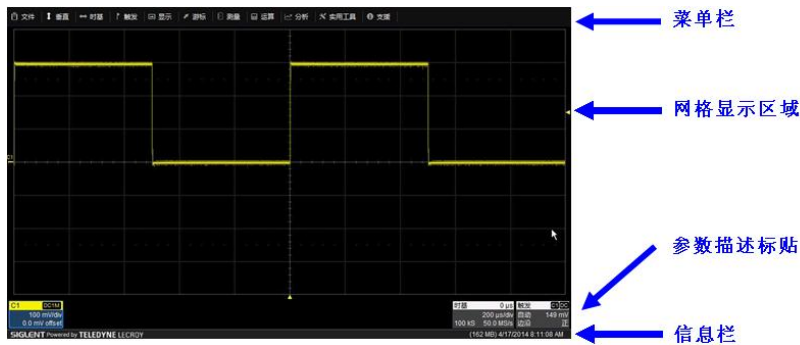 文件 垂直 时基 触发 显示 游标 测量 运算 分析 实用工具 支援
菜单栏
网格显示区域
C1
参数描述标贴
C1 DC1M
100 mV/div
0.0 mV offset
时基 0 µs
200 µs/div
100 kS 50.0 MS/s
触发 C1 DC
自动 149 mV
边沿 正
SIGLENT Powered by TELEDYNE LECROY
(162 MB) 4/17/2014 8:11:08 AM
信息栏